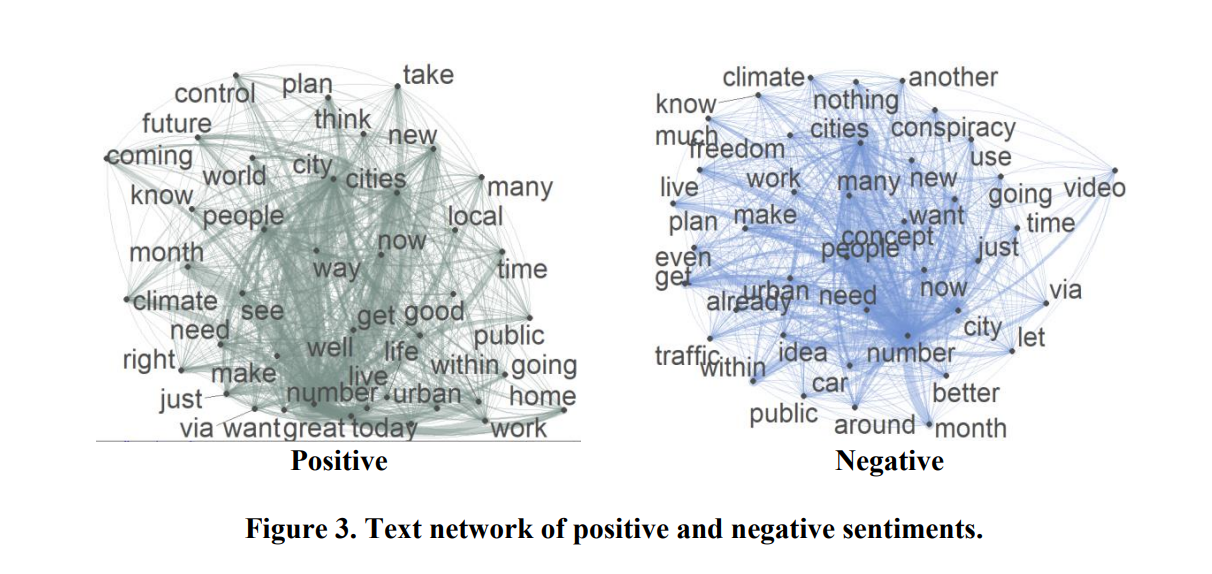 take
plan
control
think
future
new
coming
city
cities
world
many
know
people
local
now
month
way
time
climate
see
get good
need
public
well
life
right
make
within going
live
number
urban
home
just
via want great today
work
Positive
climate
another
know
nothing
much
cities
conspiracy
freedom
use
live
work
many
new
going
video
plan
make
want
time
concept
people
just
even
get
urban
already
need
now
via
city
let
traffic
within
idea
number
car
better
public
around
month
Negative
Figure 3. Text network of positive and negative sentiments.